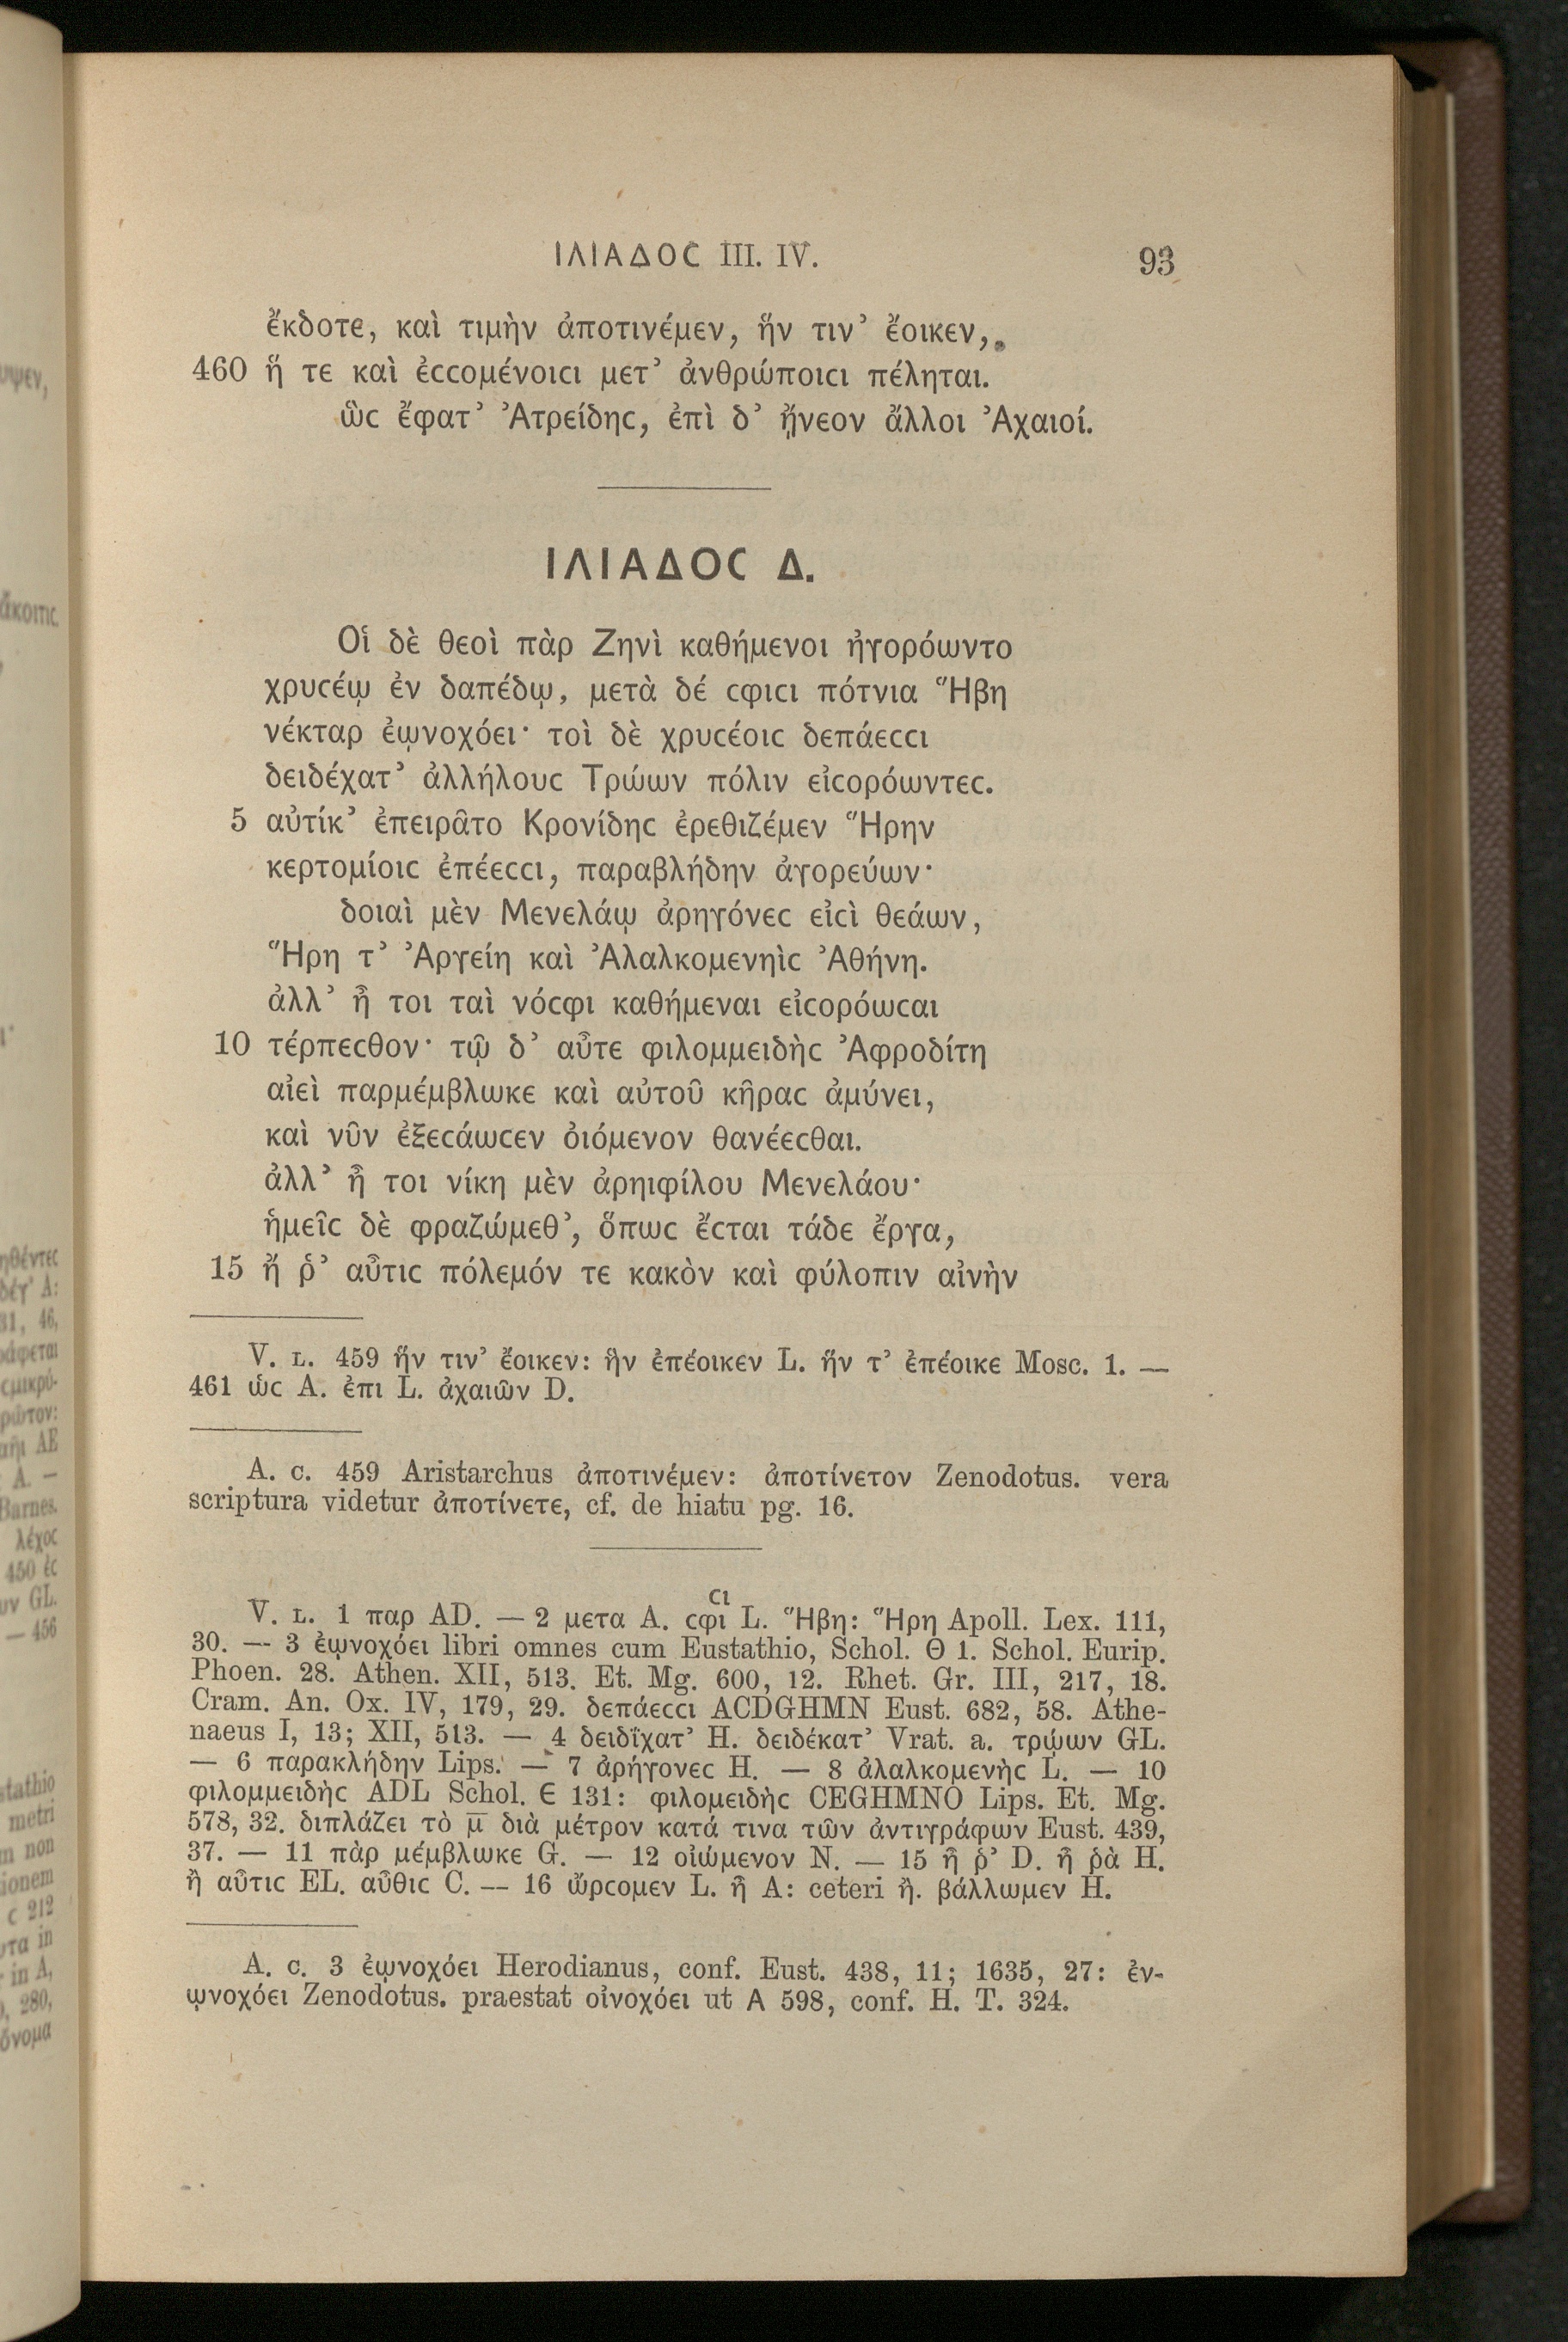 ΙΛΙΑΔΟϹ III. IV. 93
ἔκδοτε, καὶ τιμὴν ἀποτινέμεν, ἥν τιν’ ἔοικεν,
460 ἥ τε καὶ ἐϲϲομένοιϲι μετ’ ἀνθρώποιϲι πέληται.
ὣϲ ἔφατ’ Ἀτρείδηϲ, ἐπὶ δ’ ᾔνεον ἄλλοι Ἀχαιοί.
ΙΛΙΑΔΟϹ Δ.
Οἱ δὲ θεοὶ πὰρ Ζηνὶ καθήμενοι ἠγορόωντο
χρυϲέῳ ἐν δαπέδῳ, μετὰ δέ ϲφιϲι πότνια Ἥβη
νέκταρ ἐῳνοχόει· τοὶ δὲ χρυϲέοιϲ δεπάεϲϲι
δειδέχατ’ ἀλλήλουϲ Τρώων πόλιν εἰϲορόωντεϲ.
5 αὐτίκ’ ἐπειρᾶτο Κρονίδηϲ ἐρεθιζέμεν Ἥρην
κερτομίοιϲ ἐπέεϲϲι, παραβλήδην ἀγορεύων·
δοιαὶ μὲν Μενελάῳ ἀρηγόνεϲ εἰϲὶ θεάων,
Ἥρη τ’ Ἀργείη καὶ Ἀλαλκομενηὶϲ Ἀθήνη.
ἀλλ’ ἦ τοι ταὶ νόϲφι καθήμεναι εἰϲορόωϲαι
10 τέρπεϲθον· τῷ δ’ αὖτε φιλομμειδὴϲ Ἀφροδίτη
αἰεὶ παρμέμβλωκε καὶ αὐτοῦ κῆραϲ ἀμύνει,
καὶ νῦν ἐξεϲάωϲεν ὀιόμενον θανέεϲθαι.
ἀλλ’ ἦ τοι νίκη μὲν ἀρηιφίλου Μενελάου·
ἡμεῖϲ δὲ φραζώμεθ’, ὅπωϲ ἔϲται τάδε ἔργα,
15 ἤ ῥ’ αὖτιϲ πόλεμόν τε κακὸν καὶ φύλοπιν αἰνὴν
V. L. 459 ἥν τιν’ ἔοικεν: ἣν ἐπέοικεν L. ἥν τ’ ἐπέοικε Mosc. 1. —
461 ὡϲ A. ἐπι L. ἀχαιῶν D.
A. C. 459 Aristarchus ἀποτινέμεν: ἀποτίνετον Zenodotus. vera
scriptura videtur ἀποτίνετε, cf. de hiatu pg. 16.
ϲι
V. L. 1 παρ AD. — 2 μετα A. ϲφι L. Ἥβη: Ἥρη Apoll. Lex. 111,
30. — 3 ἐῳνοχόει libri omnes cum Eustathio, Schol. Θ 1. Schol. Eurip.
Phoen. 28. Athen. XII, 513. Et. Mg. 600, 12. Rhet. Gr. III, 217, 18.
Cram. An. Ox. IV, 179, 29. δεπάεϲϲι ACDGHMN Eust. 682, 58. Athe-
naeus I, 13; XII, 513. — 4 δειδΐχατ’ H. δειδέκατ’ Vrat. a. τρῴων GL.
— 6 παρακλήδην Lips. — 7 ἀρήγονεϲ H. — 8 ἀλαλκομενὴϲ L. — 10
φιλομμειδὴϲ ADL Schol. Є 131: φιλομειδὴϲ CEGHMNO Lips. Et. Mg.
578, 32. διπλάζει τὸ μ̅ διὰ μέτρον κατά τινα τῶν ἀντιγράφων Eust. 439,
37. — 11 πὰρ μέμβλωκε G. — 12 οἰώμενον N. — 15 ἦ ῥ’ D. ἦ ῥὰ H.
ἢ αὖτιϲ EL. αὖθιϲ C. — 16 ὤρϲομεν L. ἦ A: ceteri ἢ. βάλλωμεν H.
A. C. 3 ἐῳνοχόει Herodianus, conf. Eust. 438, 11; 1635, 27: ἐν-
ῳνοχόει Zenodotus. praestat οἰνοχόει ut A 598, conf. H. T. 324.